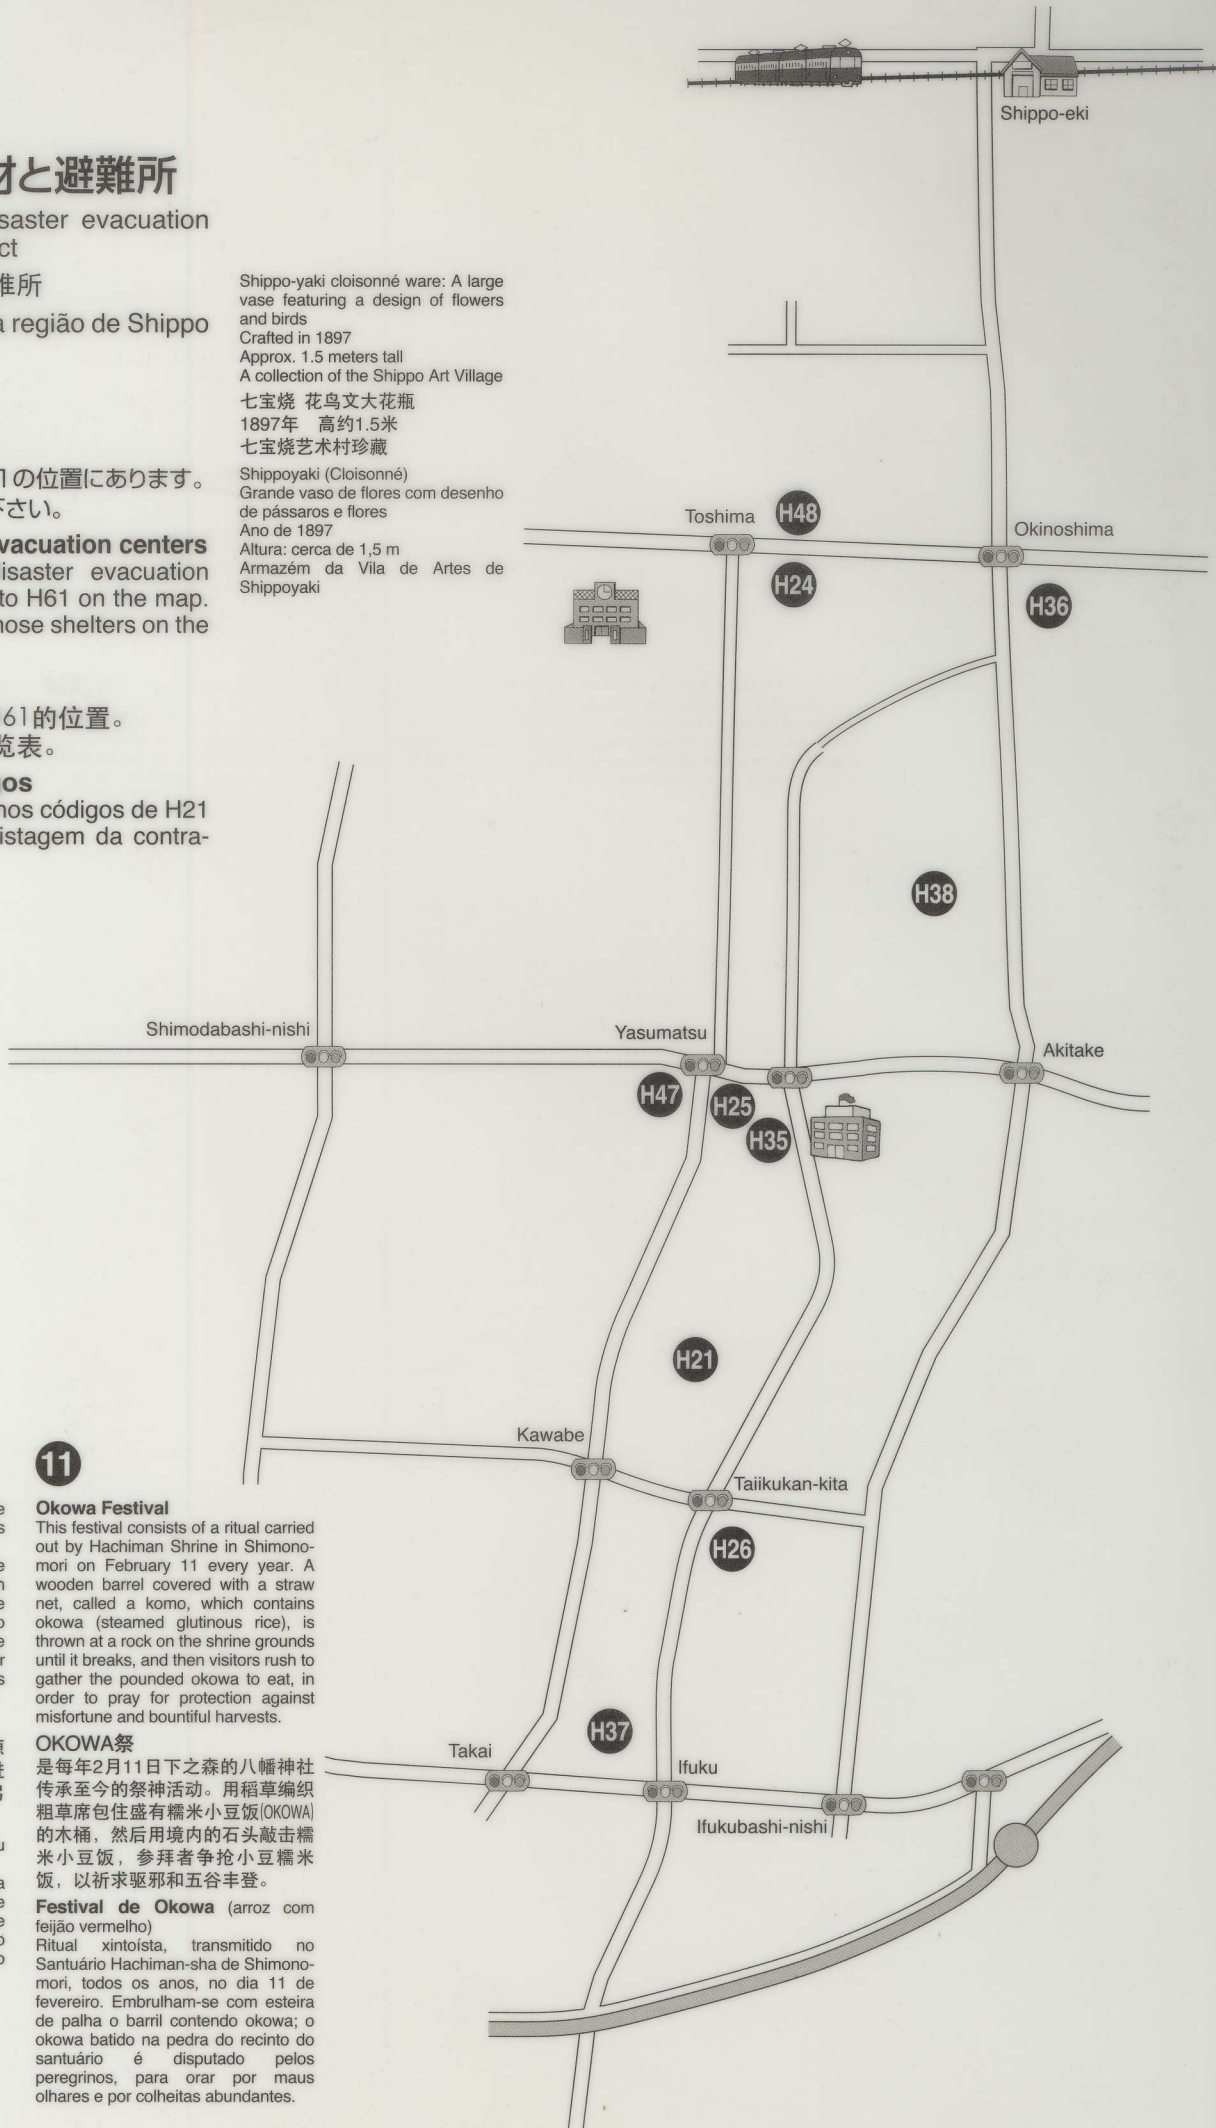 Shippo-eki
材と避難所
saster evacuation
ct
難所
a região de Shippo
1の位置にあります。
下さい。
vacuation centers
isaster evacuation
to H61 on the map.
hose shelters on the
61的位置。
览表。
gos
nos códigos de H21
istagem da contra-
Shippo-yaki cloisonné ware: A large
vase featuring a design of flowers
and birds
Crafted in 1897
Approx. 1.5 meters tall
A collection of the Shippo Art Village
七宝烧 花鸟文大花瓶
1897年 高约1.5米
七宝烧艺术村珍藏
Shippoyaki (Cloisonné)
Grande vaso de flores com desenho
de pássaros e flores
Ano de 1897
Altura: cerca de 1,5 m
Armazém da Vila de Artes de
Shippoyaki
Toshima
H48
Okinoshima
H24
H36
H38
Shimodabashi-nishi
Yasumatsu
Akitake
H47
H25
H35
H21
Kawabe
Taiikukan-kita
H26
H37
Takai
Ifuku
Ifukubashi-nishi
11
Okowa Festival
This festival consists of a ritual carried
out by Hachiman Shrine in Shimono-
mori on February 11 every year. A
wooden barrel covered with a straw
net, called a komo, which contains
okowa (steamed glutinous rice), is
thrown at a rock on the shrine grounds
until it breaks, and then visitors rush to
gather the pounded okowa to eat, in
order to pray for protection against
misfortune and bountiful harvests.
OKOWA祭
是每年2月11日下之森的八幡神社
传承至今的祭神活动。用稻草编织
粗草席包住盛有糯米小豆饭(OKOWA)
的木桶，然后用境内的石头敲击糯
米小豆饭，参拜者争抢小豆糯米
饭，以祈求驱邪和五谷丰登。
Festival de Okowa (arroz com
feijão vermelho)
Ritual xintoísta, transmitido no
Santuário Hachiman-sha de Shimono-
mori, todos os anos, no dia 11 de
fevereiro. Embrulham-se com esteira
de palha o barril contendo okowa; o
okowa batido na pedra do recinto do
santuário é disputado pelos
peregrinos, para orar por maus
olhares e por colheitas abundantes.